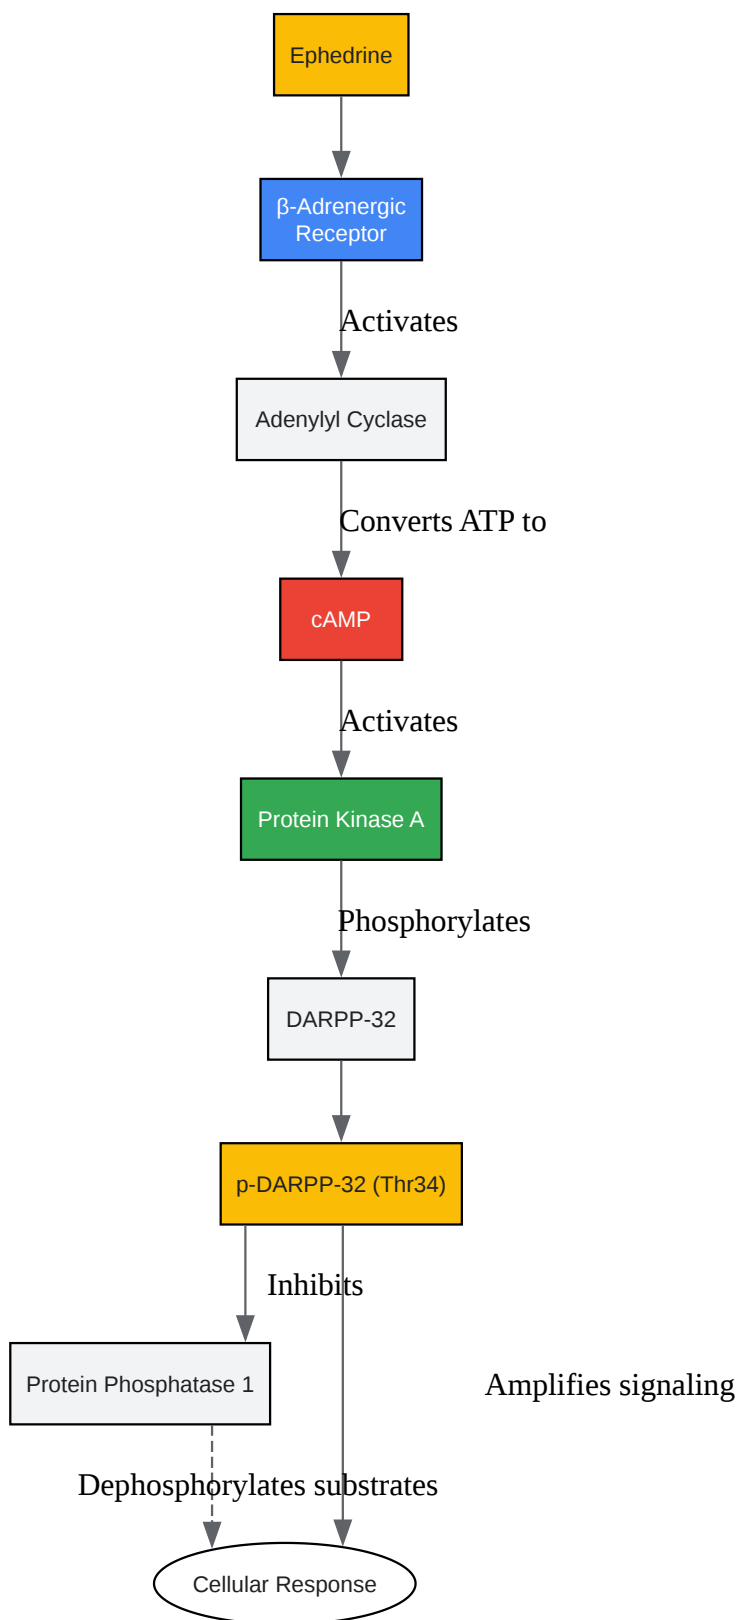 Ephedrine
β-Adrenergic
Receptor
Activates
Adenylyl Cyclase
Converts ATP to
cAMP
Activates
Protein Kinase A
Phosphorylates
DARPP-32
p-DARPP-32 (Thr34)
Inhibits
Protein Phosphatase 1
Amplifies signaling
Dephosphorylates substrates
Cellular Response